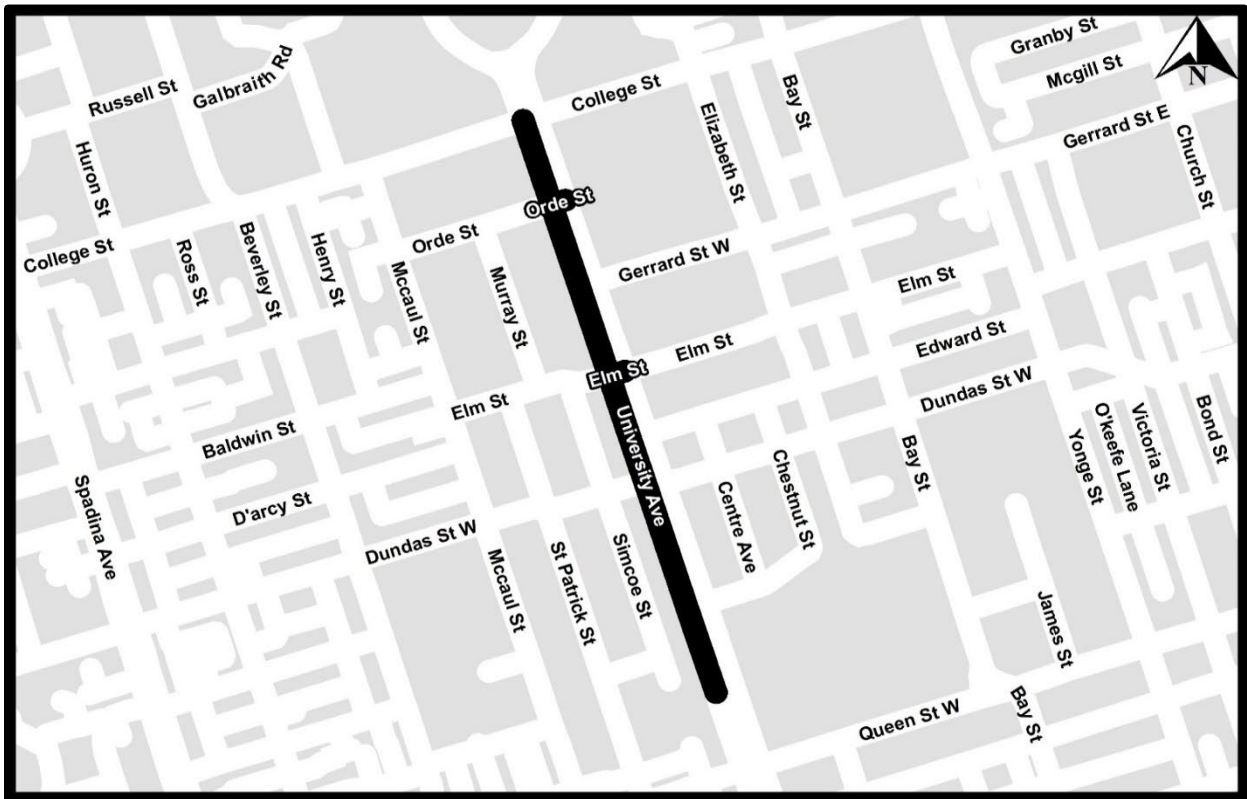 Granby St
Mcgill St
N
Russell St
Galbraith Rd
College St
Bay St
Elizabeth St
Gerrard St E
Church St
Huron St
Orde St
Orde St
College St
Ross St
Beverley St
Henry St
Mccaul St
Murray St
Gerrard St W
Elm St
Elm St
Elm St
Elm St
Edward St
Dundas St W
Baldwin St
University Ave
Spadina Ave
D'arcy St
Dundas St W
Mccaul St
St Patrick St
Simcoe St
Centre Ave
Chestnut St
Bay St
Yonge St
O'keefe Lane
Victoria St
Bond St
James St
Queen St W
Bay St